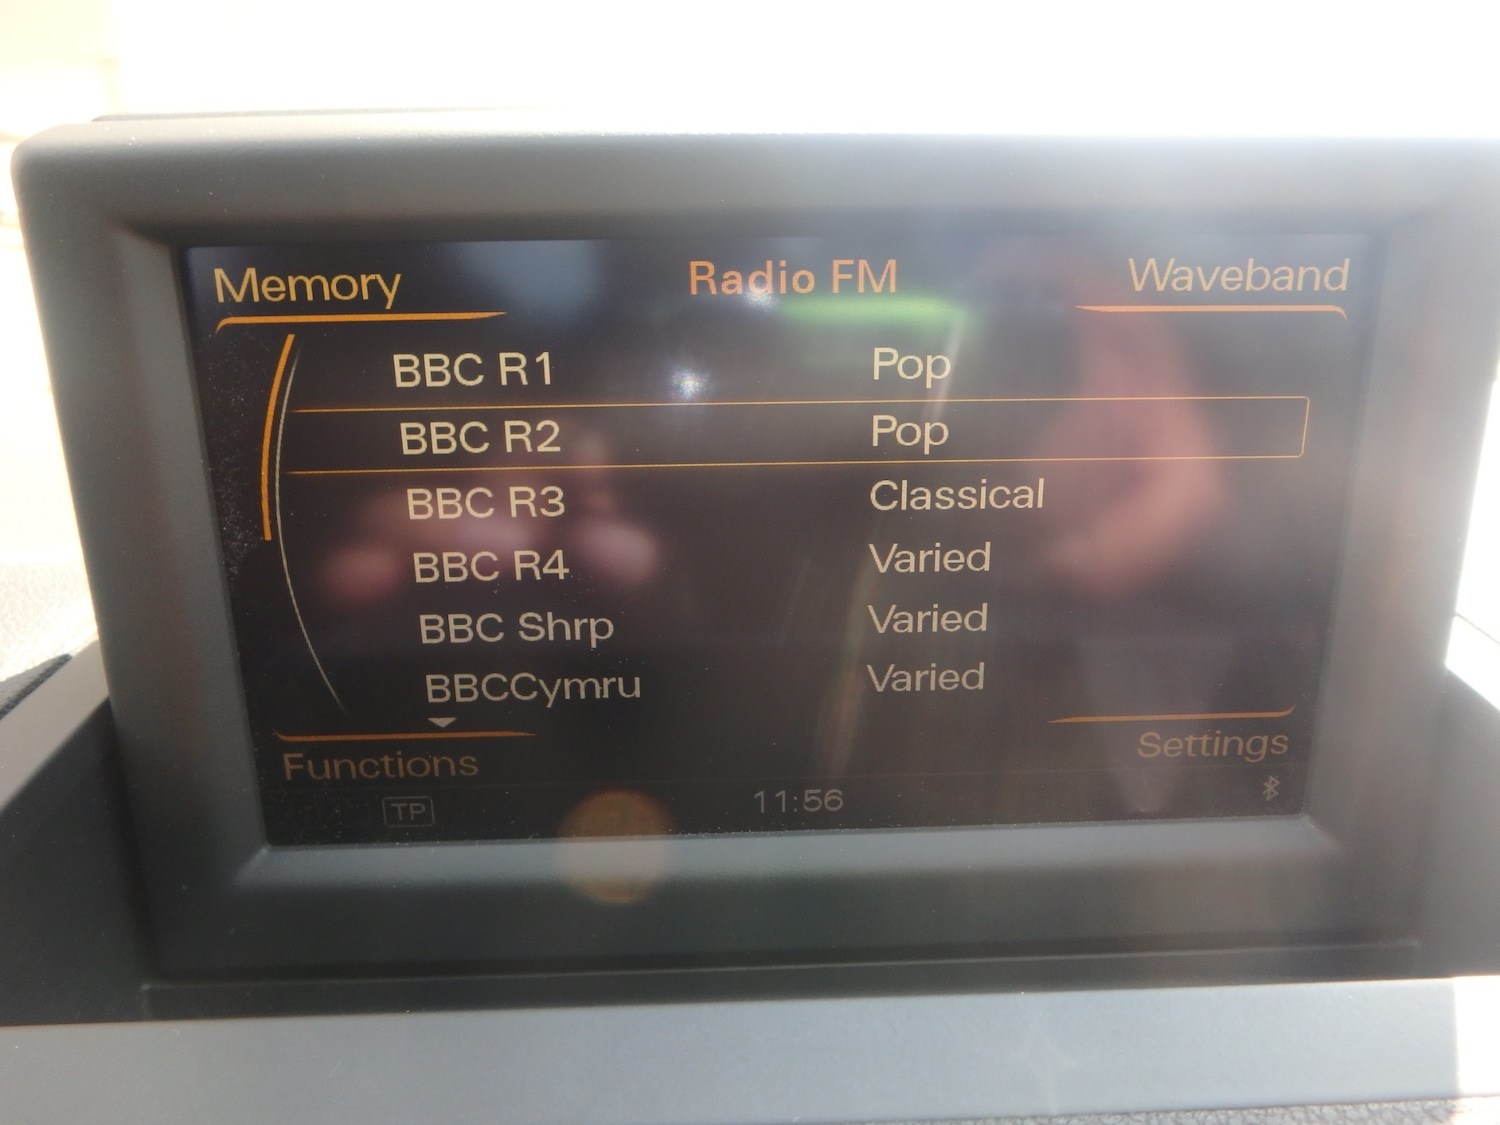 Memory Radio FM Waveband
BBC R1 Pop
BBC R2 Pop
BBC R3 Classical
BBC R4 Varied
BBC Shrp Varied
BBCCymru Varied
Functions Settings
TP 11:56